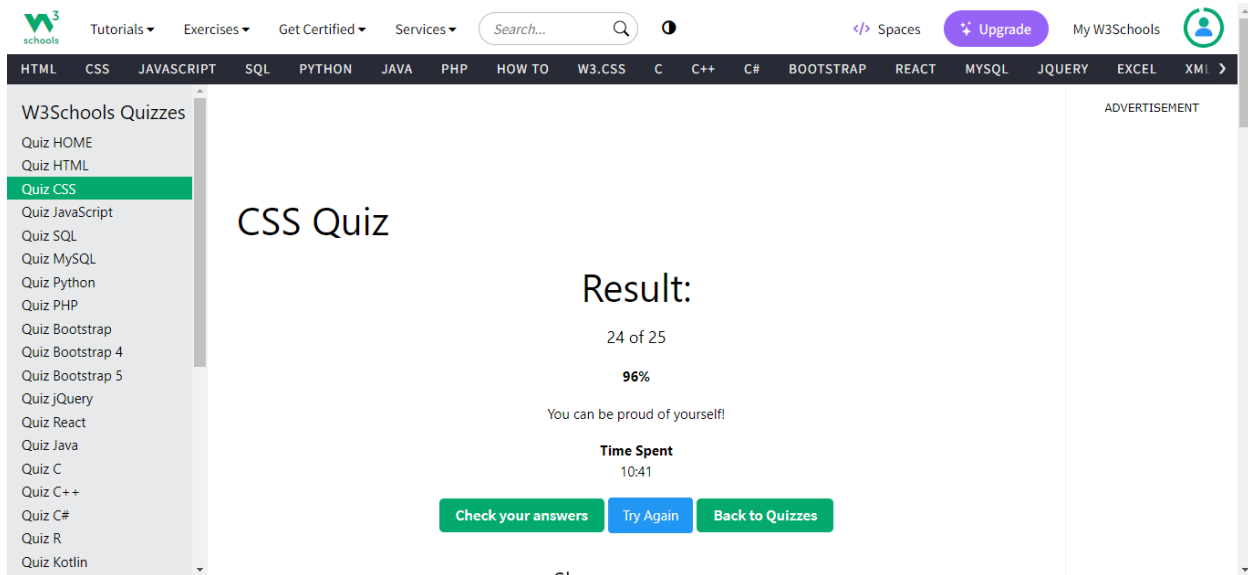 3
schools
Tutorials Exercises Get Certified Services Search... </> Spaces Upgrade My W3Schools
HTML CSS JAVASCRIPT SQL PYTHON JAVA PHP HOW TO W3.CSS C C++ C# BOOTSTRAP REACT MYSQL JQUERY EXCEL XML
W3Schools Quizzes
Quiz HOME
Quiz HTML
Quiz CSS
Quiz JavaScript
Quiz SQL
Quiz MySQL
Quiz Python
Quiz PHP
Quiz Bootstrap
Quiz Bootstrap 4
Quiz Bootstrap 5
Quiz jQuery
Quiz React
Quiz Java
Quiz C
Quiz C++
Quiz C#
Quiz R
Quiz Kotlin
CSS Quiz
Result:
24 of 25
96%
You can be proud of yourself!
Time Spent
10:41
Check your answers Try Again Back to Quizzes
ADVERTISEMENT